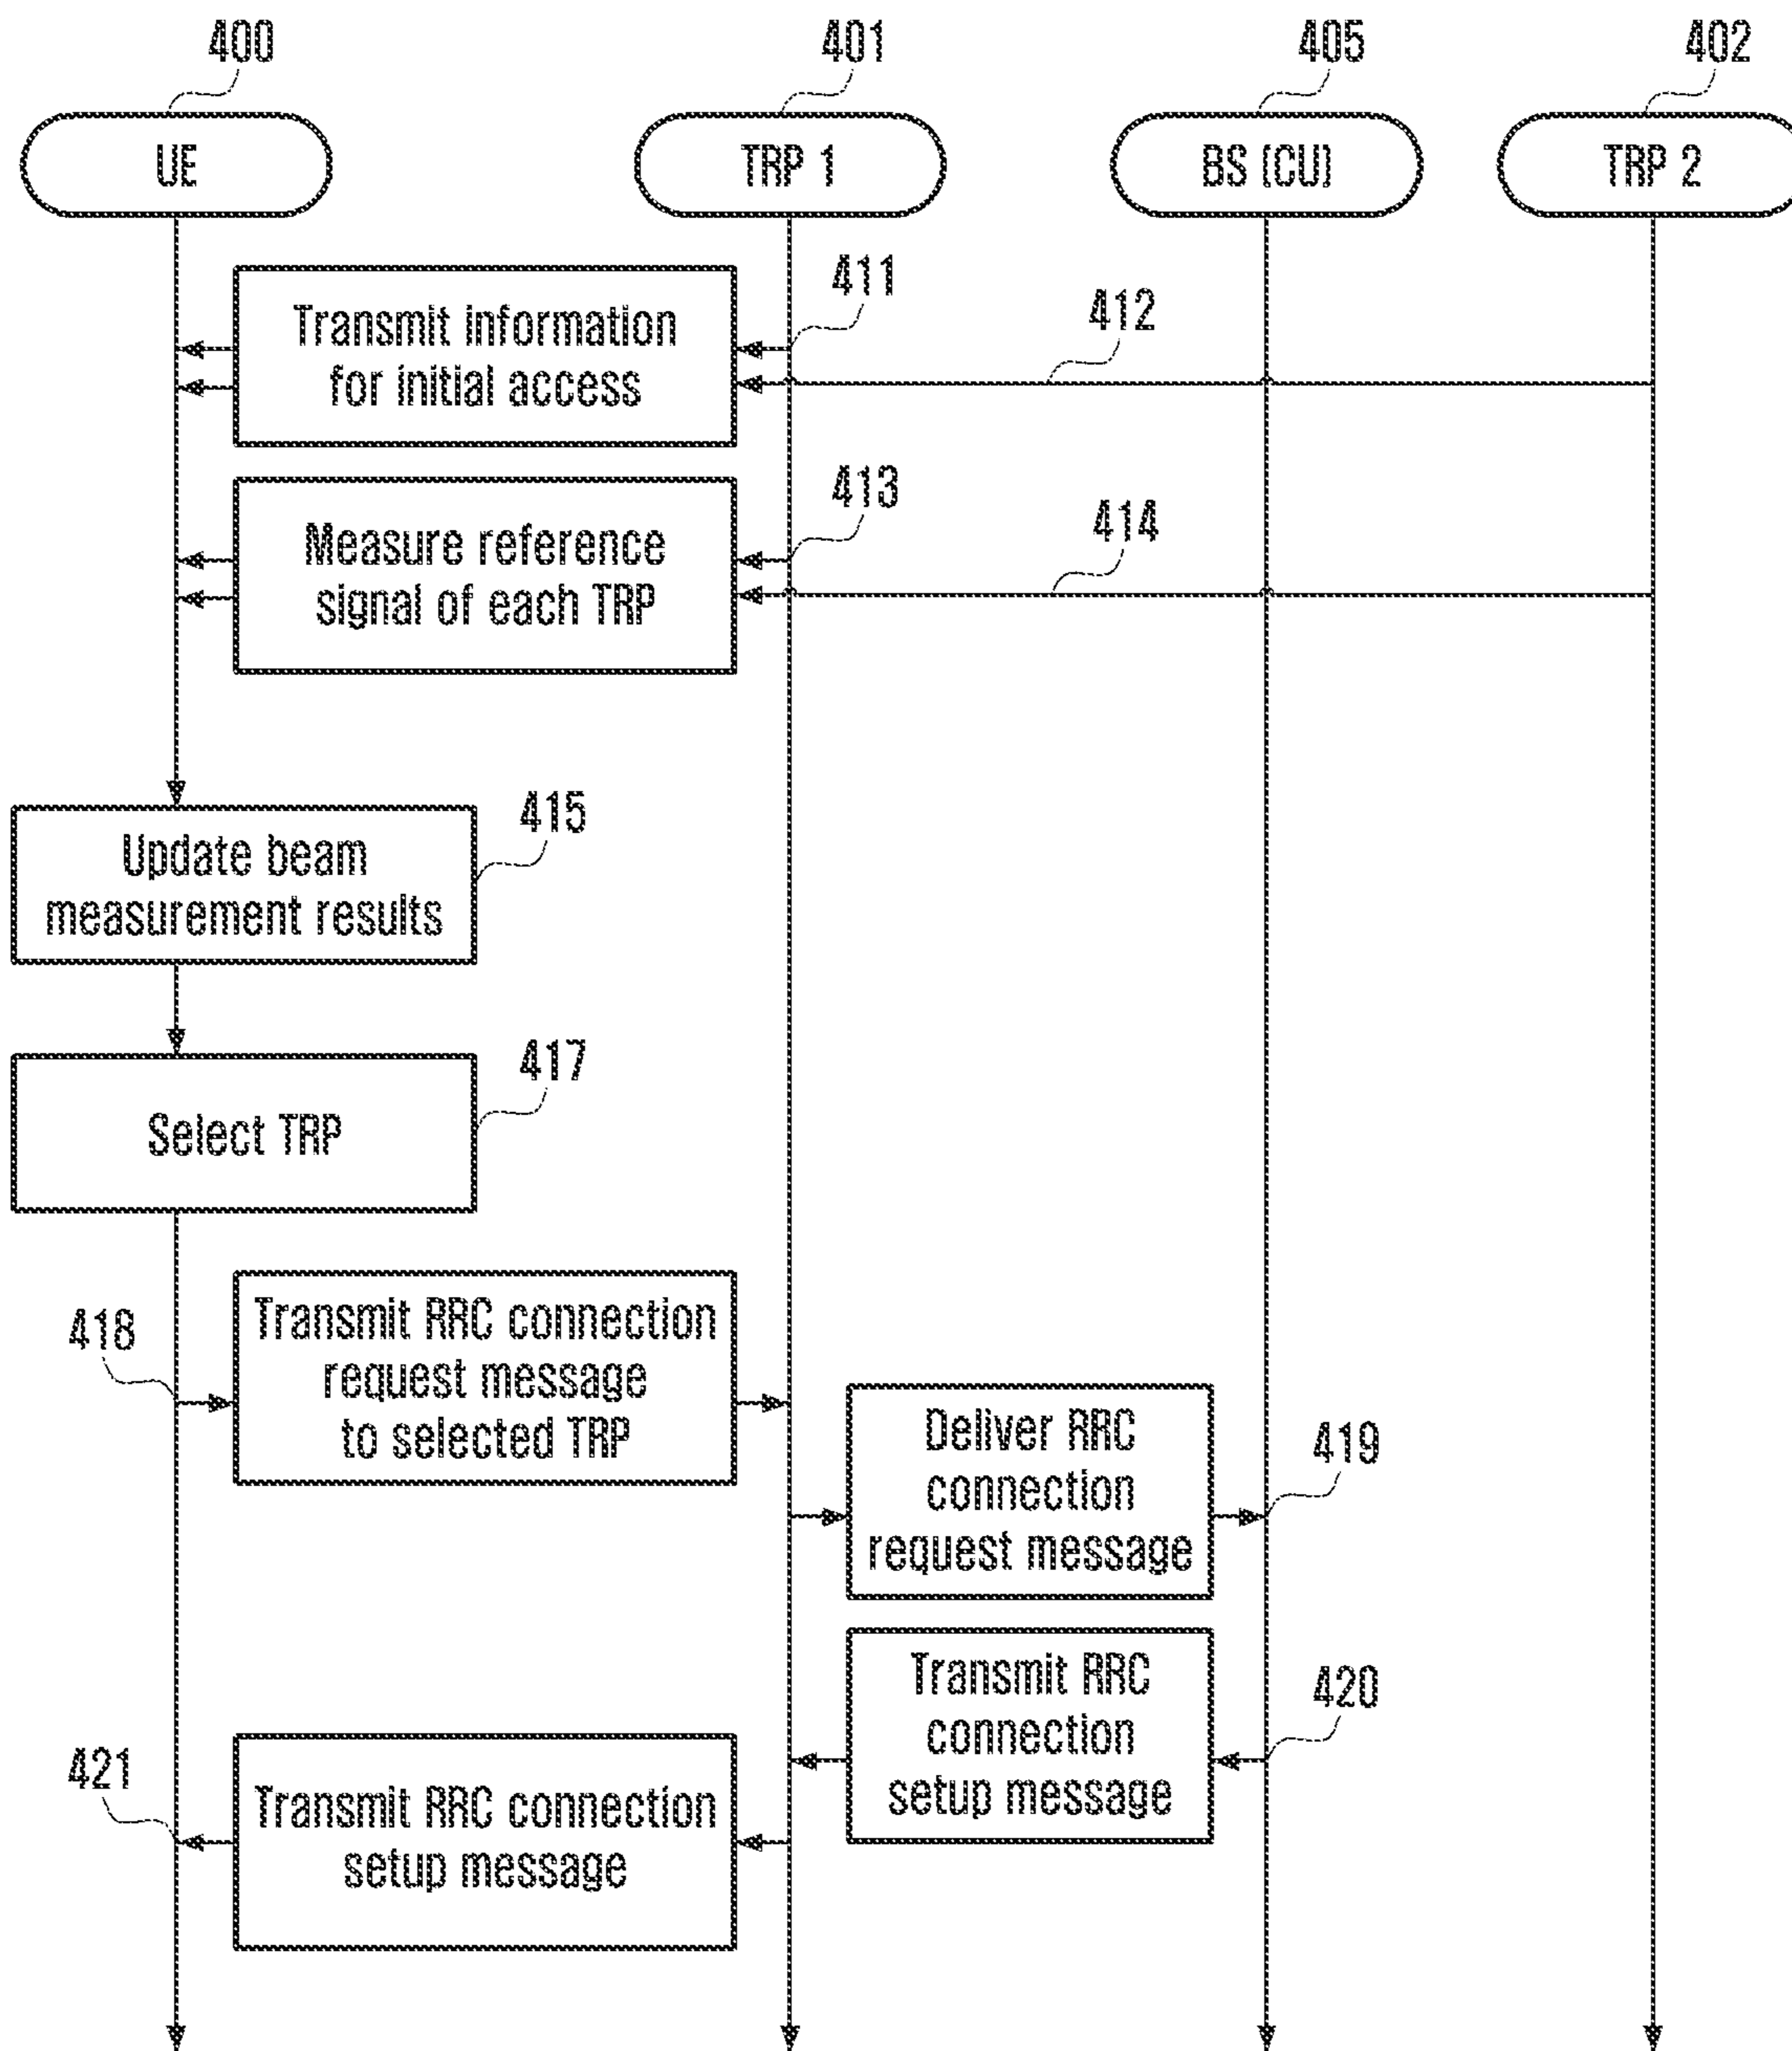 400
401
405
402
UE
TRP 1
BS (CU)
TRP 2
411
412
Transmit information
for initial access
413
414
Measure reference
signal of each TRP
415
Update beam
measurement results
417
Select TRP
418
Transmit RRC connection
request message
to selected TRP
419
Deliver RRC
connection
request message
420
Transmit RRC
connection
setup message
421
Transmit RRC connection
setup message